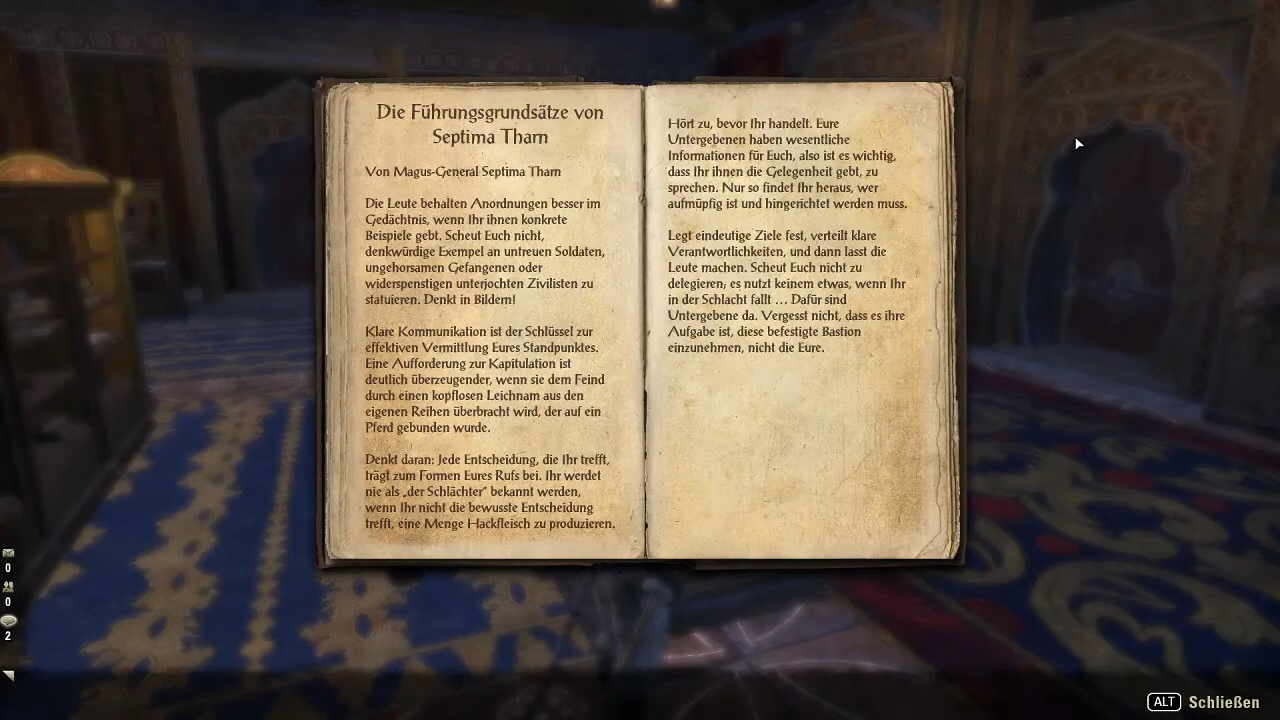 Die Führungsgrundsätze von
Septima Tharn
Von Magus-General Septima Tharn
Die Leute behalten Anordnungen besser im
Gedächtnis, wenn Ihr ihnen konkrete
Beispiele gebt. Scheut Euch nicht,
denkwürdige Exempel an untreuen Soldaten,
ungehorsamen Gefangenen oder
widerspenstigen unterjochten Zivilisten zu
statuieren. Denkt in Bildern!
Klare Kommunikation ist der Schlüssel zur
effektiven Vermittlung Eures Standpunktes.
Eine Aufforderung zur Kapitulation ist
deutlich überzeugender, wenn sie dem Feind
durch einen kopflosen Leichnam aus den
eigenen Reihen überbracht wird, der auf ein
Pferd gebunden wurde.
Denkt daran: Jede Entscheidung, die Ihr trefft,
trägt zum Formen Eures Rufs bei. Ihr werdet
nie als „der Schlächter“ bekannt werden,
wenn Ihr nicht die bewusste Entscheidung
trefft, eine Menge Hackfleisch zu produzieren.
Hört zu, bevor Ihr handelt. Eure
Untergebenen haben wesentliche
Informationen für Euch, also ist es wichtig,
dass Ihr ihnen die Gelegenheit gebt, zu
sprechen. Nur so findet Ihr heraus, wer
aufmüpfig ist und hingerichtet werden muss.
Legt eindeutige Ziele fest, verteilt klare
Verantwortlichkeiten, und dann lasst die
Leute machen. Scheut Euch nicht zu
delegieren; es nutzt keinem etwas, wenn Ihr
in der Schlacht fallt … Dafür sind
Untergebene da. Vergesst nicht, dass es ihre
Aufgabe ist, diese befestigte Bastion
einzunehmen, nicht die Eure.
0
0
2
ALT Schließen